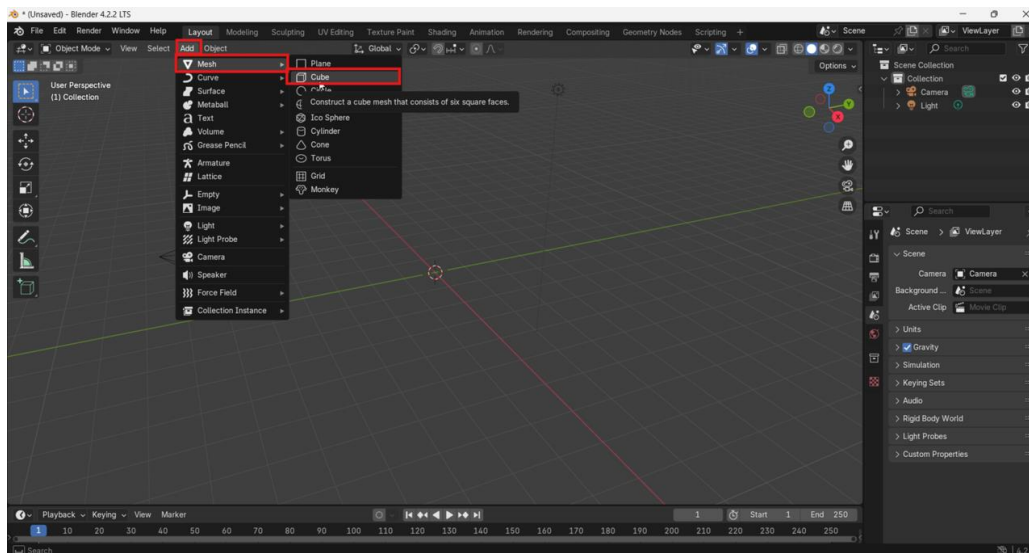 * (Unsaved) - Blender 4.2.2 LTS
File Edit Render Window Help Layout Modeling Sculpting UV Editing Texture Paint Shading Animation Rendering Compositing Geometry Nodes Scripting + Scene ViewLayer
Object Mode View Select Add Object Global Search
Options
User Perspective
(1) Collection
Mesh
Curve
Surface
Metaball
Text
Volume
Grease Pencil
Armature
Lattice
Empty
Image
Light
Light Probe
Camera
Speaker
Force Field
Collection Instance
Plane
Cube
Construct a cube mesh that consists of six square faces.
Ico Sphere
Cylinder
Cone
Torus
Grid
Monkey
Z
Y
X
Scene Collection
Collection
Camera
Light
Search
Scene > ViewLayer
Scene
Camera Camera
Background ... Scene
Active Clip Movie Clip
Units
Gravity
Simulation
Keying Sets
Audio
Rigid Body World
Light Probes
Custom Properties
Playback Keying View Marker 1 Start 1 End 250
1 10 20 30 40 50 60 70 80 90 100 110 120 130 140 150 160 170 180 190 200 210 220 230 240 250
Search